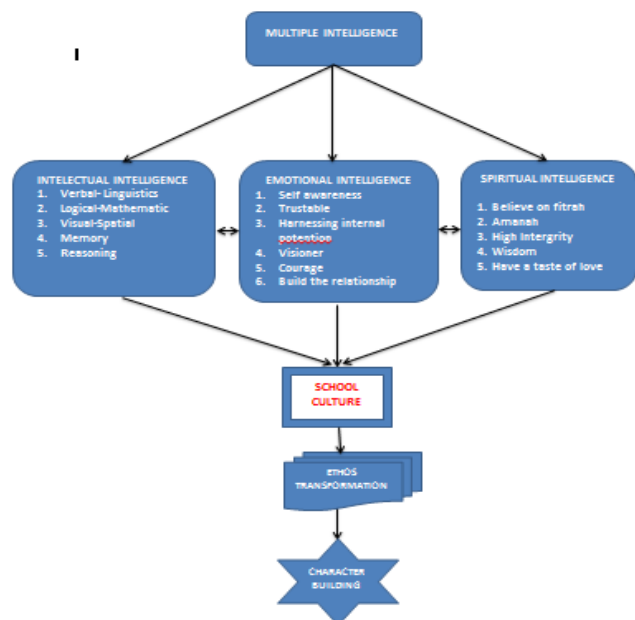 I
MULTIPLE INTELLIGENCE
INTELECTUAL INTELLIGENCE
1. Verbal- Linguistics
2. Logical-Mathematic
3. Visual-Spatial
4. Memory
5. Reasoning
EMOTIONAL INTELLIGENCE
1. Self awareness
2. Trustable
3. Harnessing internal
potention
4. Visioner
5. Courage
6. Build the relationship
SPIRITUAL INTELLIGENCE
1. Believe on fitrah
2. Amanah
3. High Intergrity
4. Wisdom
5. Have a taste of love
SCHOOL
CULTURE
ETHOS
TRANSFORMATION
CHARACTER
BUILDING